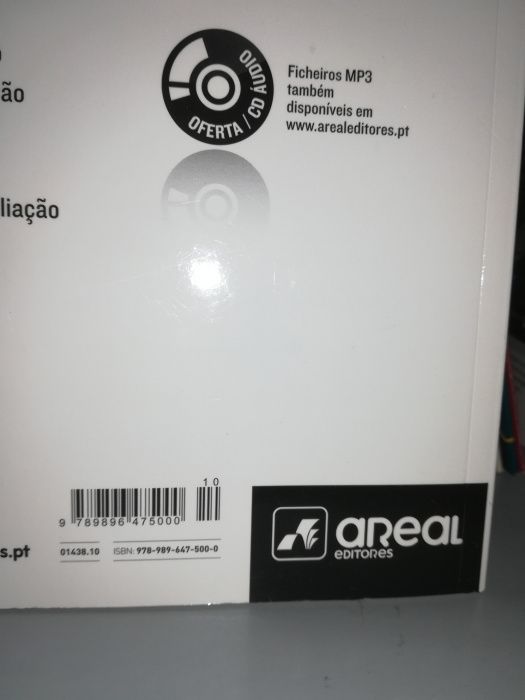 ão
OFERTA / CD ÁUDIO
Ficheiros MP3
também
disponíveis em
www.arealeditores.pt
liação
10
9 789896 475000
s.pt
01438.10
ISBN: 978-989-647-500-0
aREAL
EDITORES